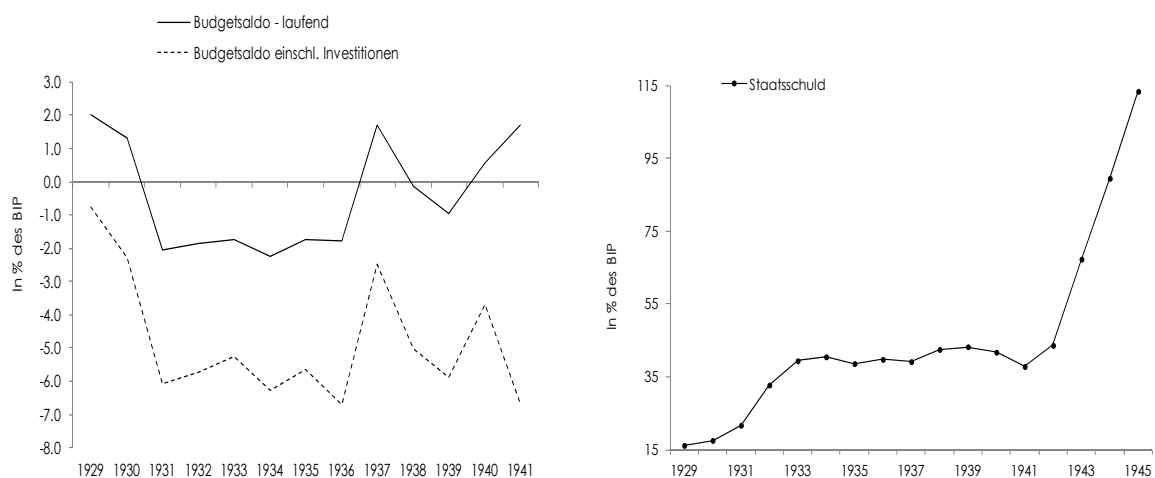 Budgetsaldo - laufend
Budgetsaldo einschl. Investitionen
3.0
2.0
1.0
0.0
-1.0
-2.0
-3.0
-4.0
-5.0
-6.0
-7.0
-8.0
In % des BIP
1929 1930 1931 1932 1933 1934 1935 1936 1937 1938 1939 1940 1941
Staatsschuld
115
95
75
55
35
15
In % des BIP
1929 1931 1933 1935 1937 1939 1941 1943 1945